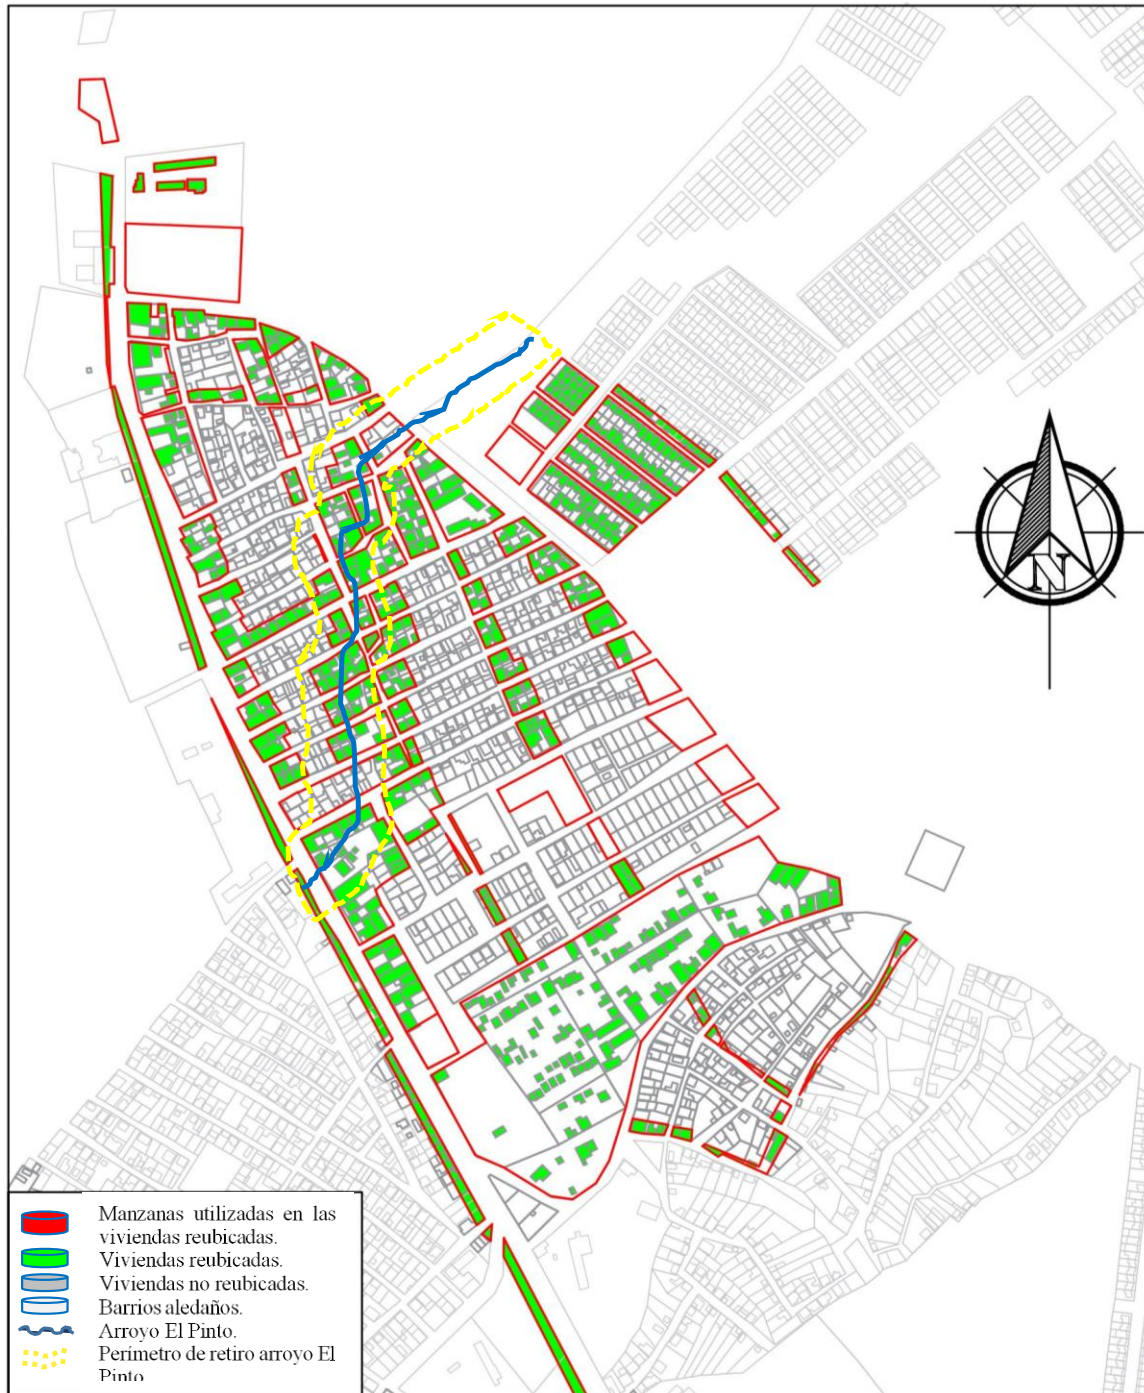 N
Manzanas utilizadas en las
viviendas reubicadas.
Viviendas reubicadas.
Viviendas no reubicadas.
Barrios aledaños.
Arroyo El Pinto.
Perímetro de retiro arroyo El
Pinto